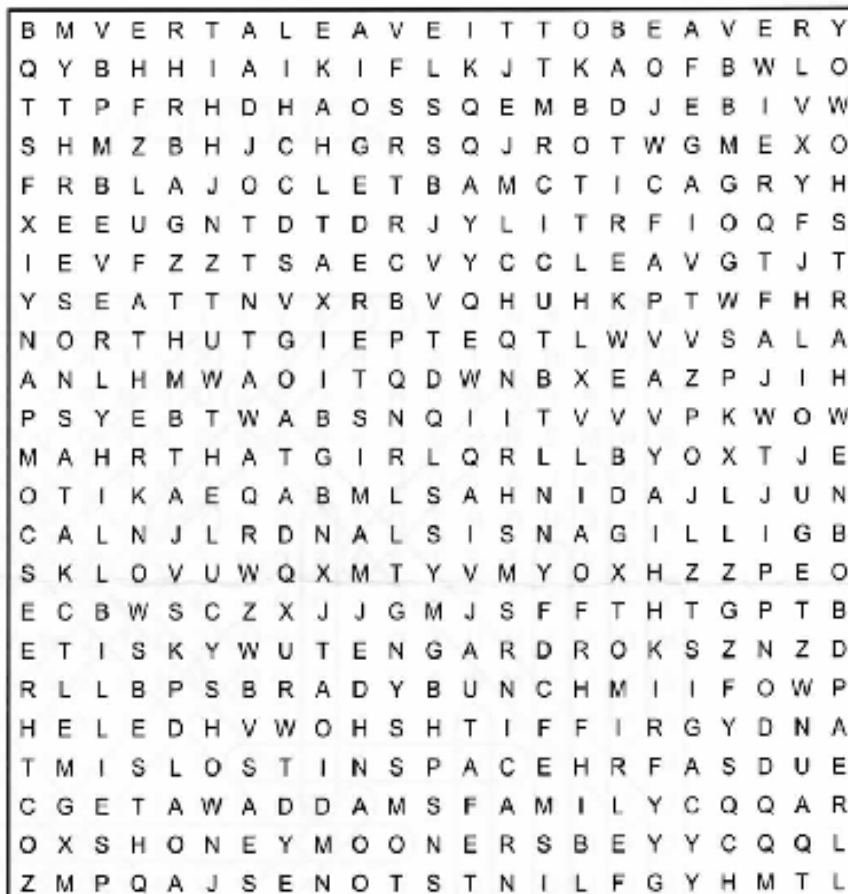 B M V E R T A L E A V E I T T O B E A V E R Y
Q Y B H H I A I K I F L K J T K A O F B W L O
T T P F R H D H A O S S Q E M B D J E B I V W
S H M Z B H J C H G R S Q J R O T W G M E X O
F R B L A J O C L E T B A M C T I C A G R Y H
X E E U G N T D T D R J Y L I T R F I O Q F S
I E V F Z Z T S A E C V Y C C L E A V G T J T
Y S E A T T N V X R B V Q H U H K P T W F H R
N O R T H U T G I E P T E Q T L W V V S A L A
A N L H M W A O I T Q D W N B X E A Z P J I H
P S Y E B T W A B S N Q I I T V V V P K W O W
M A H R T H A T G I R L Q R L L B Y O X T J E
O T I K A E Q A B M L S A H N I D A J L J U N
C A L N J L R D N A L S I S N A G I L L I G B
S K L O V U W Q X M T Y V M Y O X H Z Z P E O
E C B W S C Z X J J G M J S F F T H T G P T B
E T I S K Y W U T E N G A R D R O K S Z N Z D
R L L B P S B R A D Y B U N C H M I I F O W P
H E L E D H V W O H S H T I F F I R G Y D N A
T M I S L O S T I N S P A C E H R F A S D U E
C G E T A W A D D A M S F A M I L Y C Q Q A R
O X S H O N E Y M O O N E R S B E Y Y C Q Q L
Z M P Q A J S E N O T S T N I L F G Y H M T L